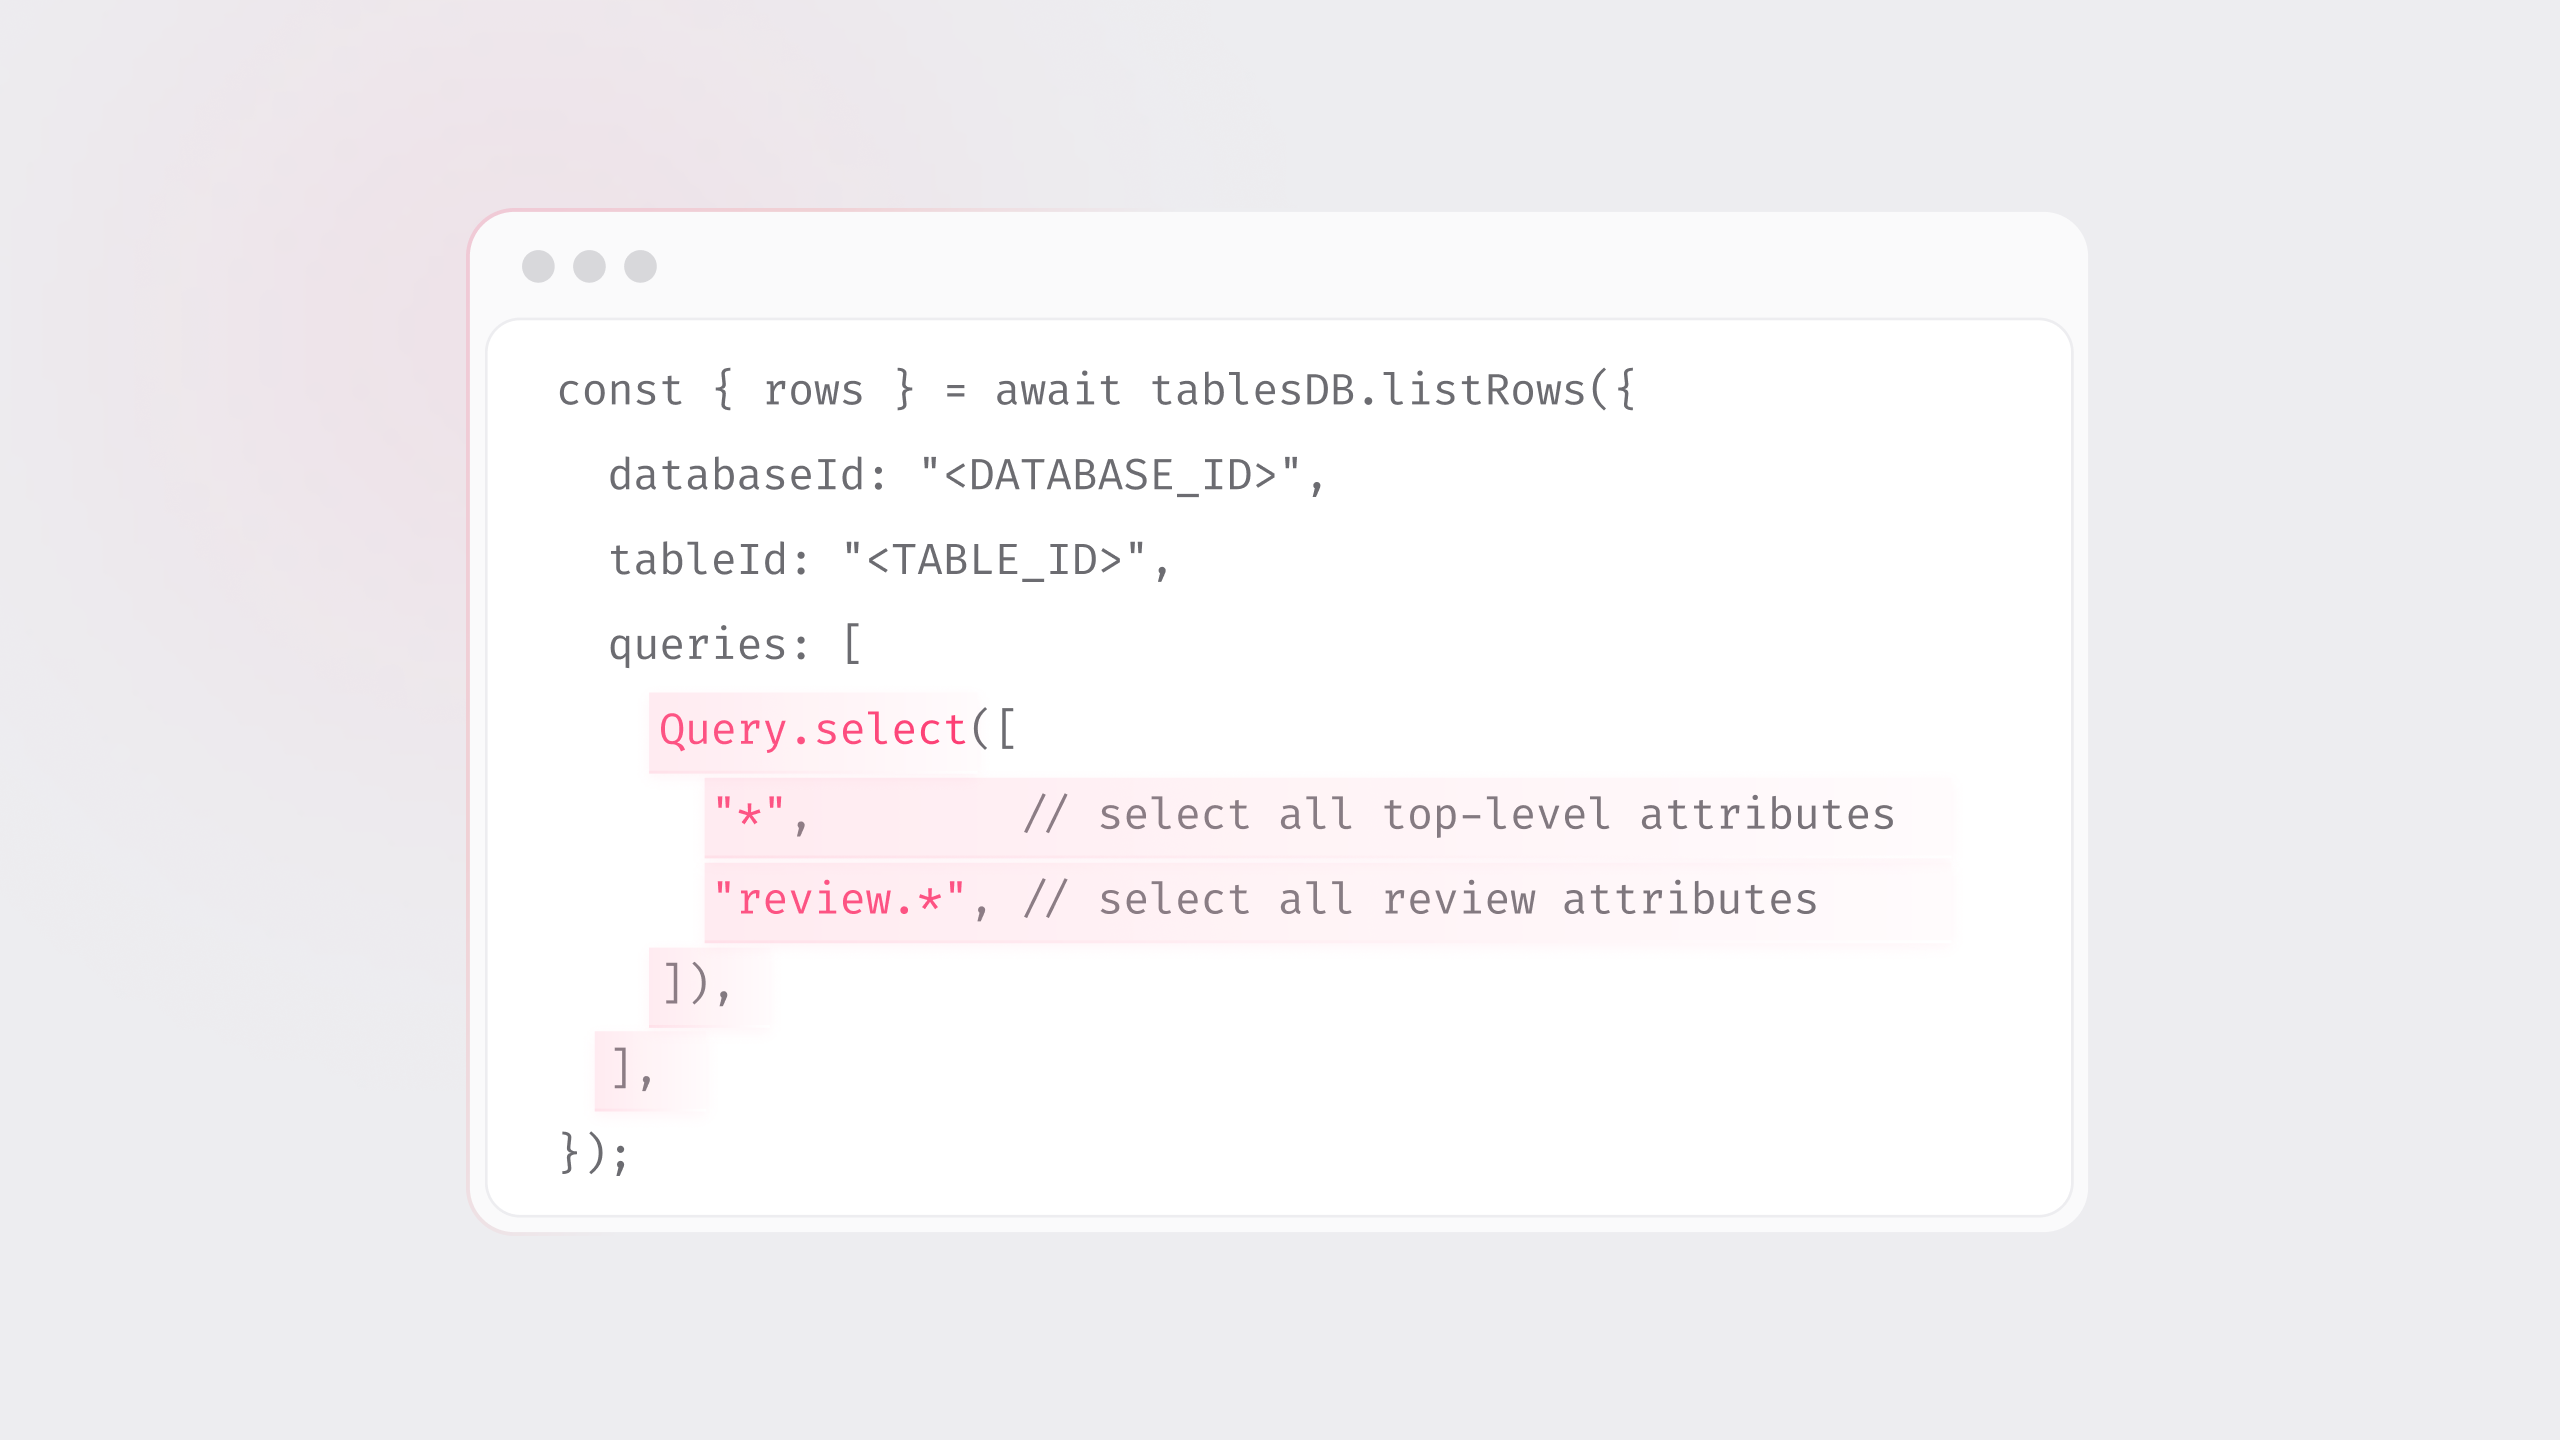 const { rows } = await tablesDB.listRows({
  databaseId: "<DATABASE_ID>",
  tableId: "<TABLE_ID>",
  queries: [
    Query.select([
      "*",        // select all top-level attributes
      "review.*", // select all review attributes
    ]),
  ],
});